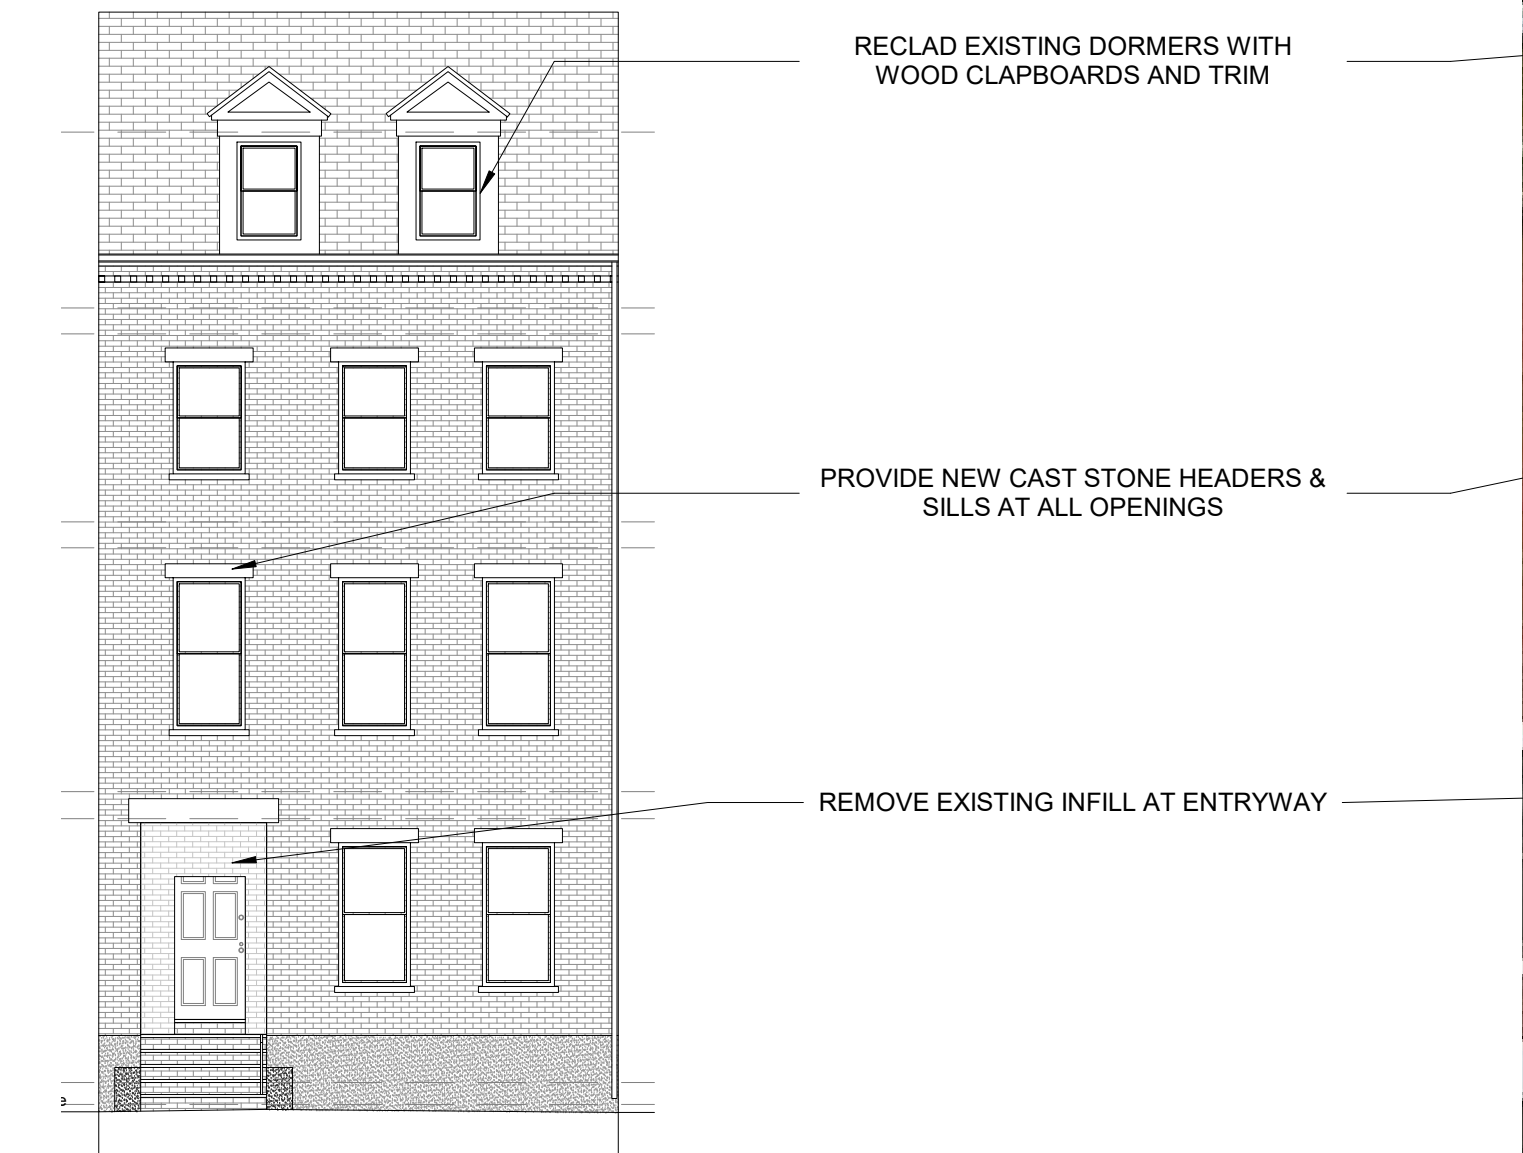 RECLAD EXISTING DORMERS WITH
WOOD CLAPBOARDS AND TRIM
PROVIDE NEW CAST STONE HEADERS &
SILLS AT ALL OPENINGS
REMOVE EXISTING INFILL AT ENTRYWAY
e